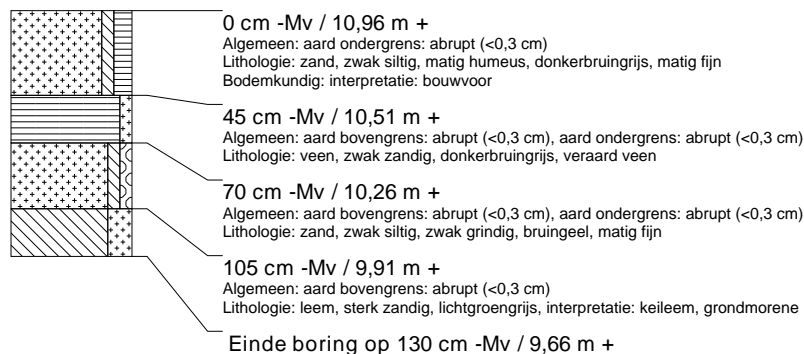 0 cm -Mv / 10,96 m +
Algemeen: aard ondergrens: abrupt (<0,3 cm)
Lithologie: zand, zwak siltig, matig humeus, donkerbruingrijs, matig fijn
Bodemkundig: interpretatie: bouwvoor
45 cm -Mv / 10,51 m +
Algemeen: aard bovengrens: abrupt (<0,3 cm), aard ondergrens: abrupt (<0,3 cm)
Lithologie: veen, zwak zandig, donkerbruingrijs, veraard veen
70 cm -Mv / 10,26 m +
Algemeen: aard bovengrens: abrupt (<0,3 cm), aard ondergrens: abrupt (<0,3 cm)
Lithologie: zand, zwak siltig, zwak grindig, bruingeel, matig fijn
105 cm -Mv / 9,91 m +
Algemeen: aard bovengrens: abrupt (<0,3 cm)
Lithologie: leem, sterk zandig, lichtgroengrijs, interpretatie: keileem, grondmorene
Einde boring op 130 cm -Mv / 9,66 m +